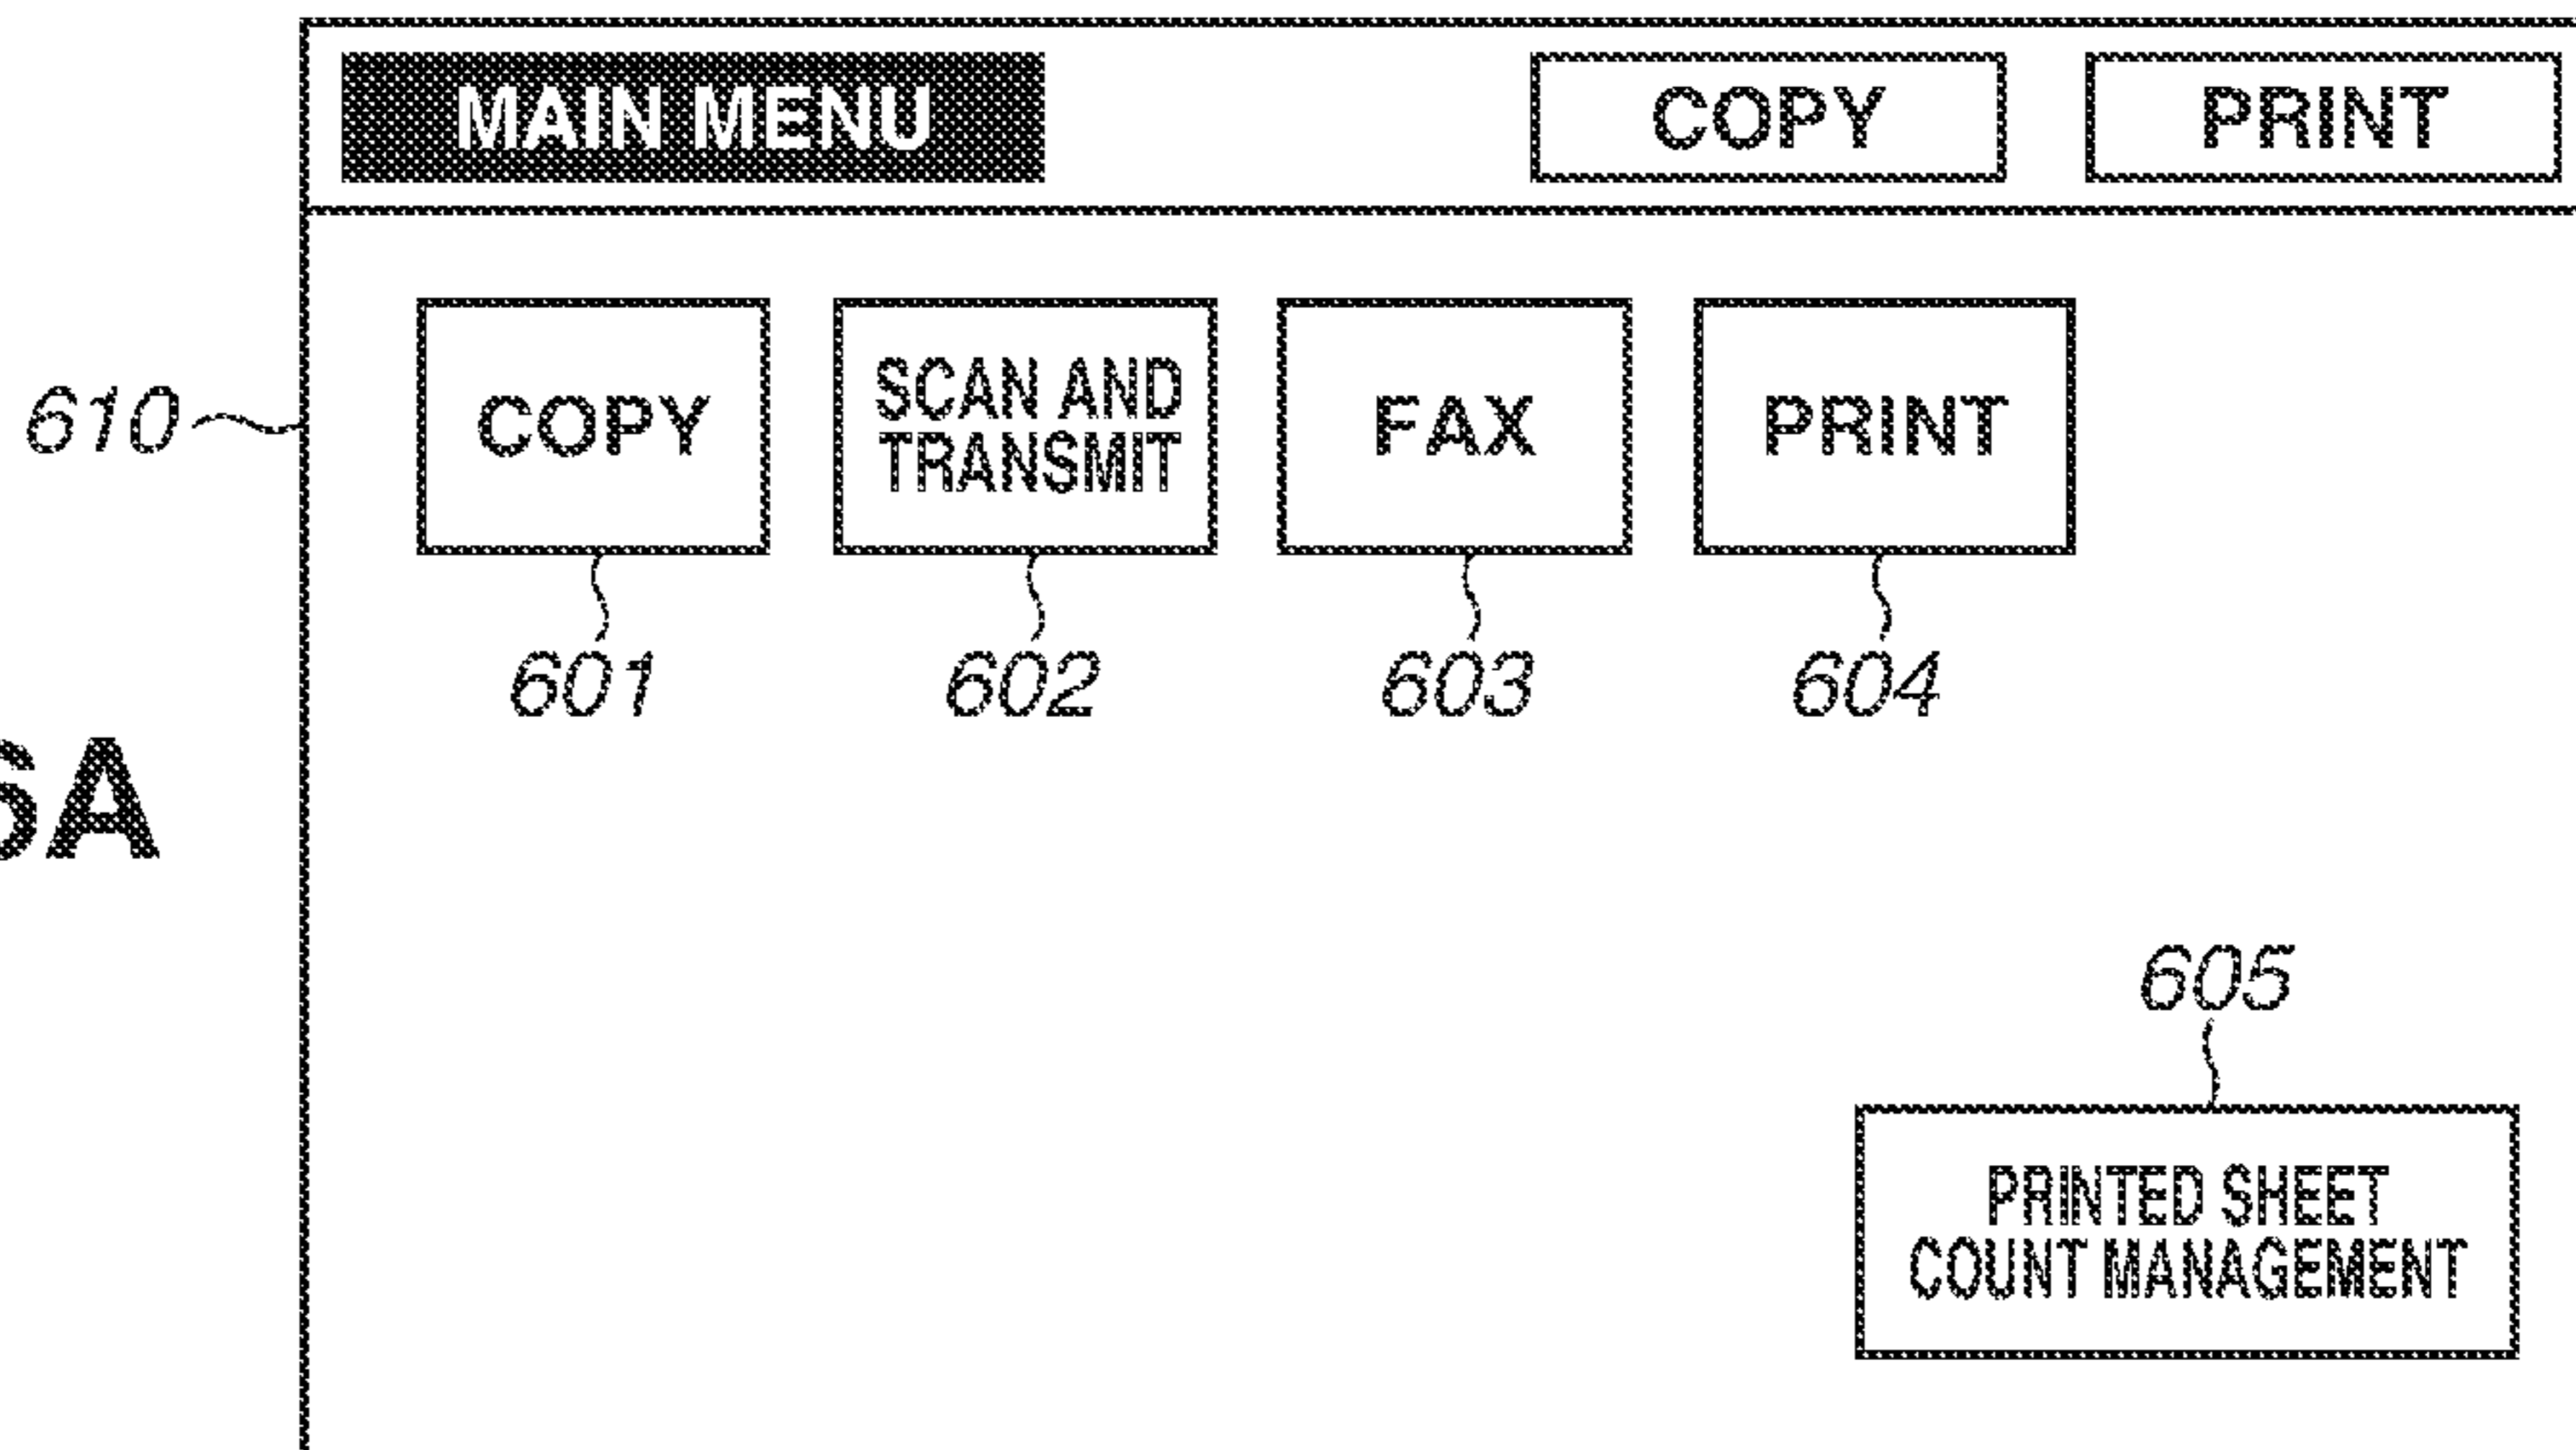 MAIN MENU COPY PRINT
610
COPY SCAN AND TRANSMIT FAX PRINT
601 602 603 604
6A
605
PRINTED SHEET
COUNT MANAGEMENT